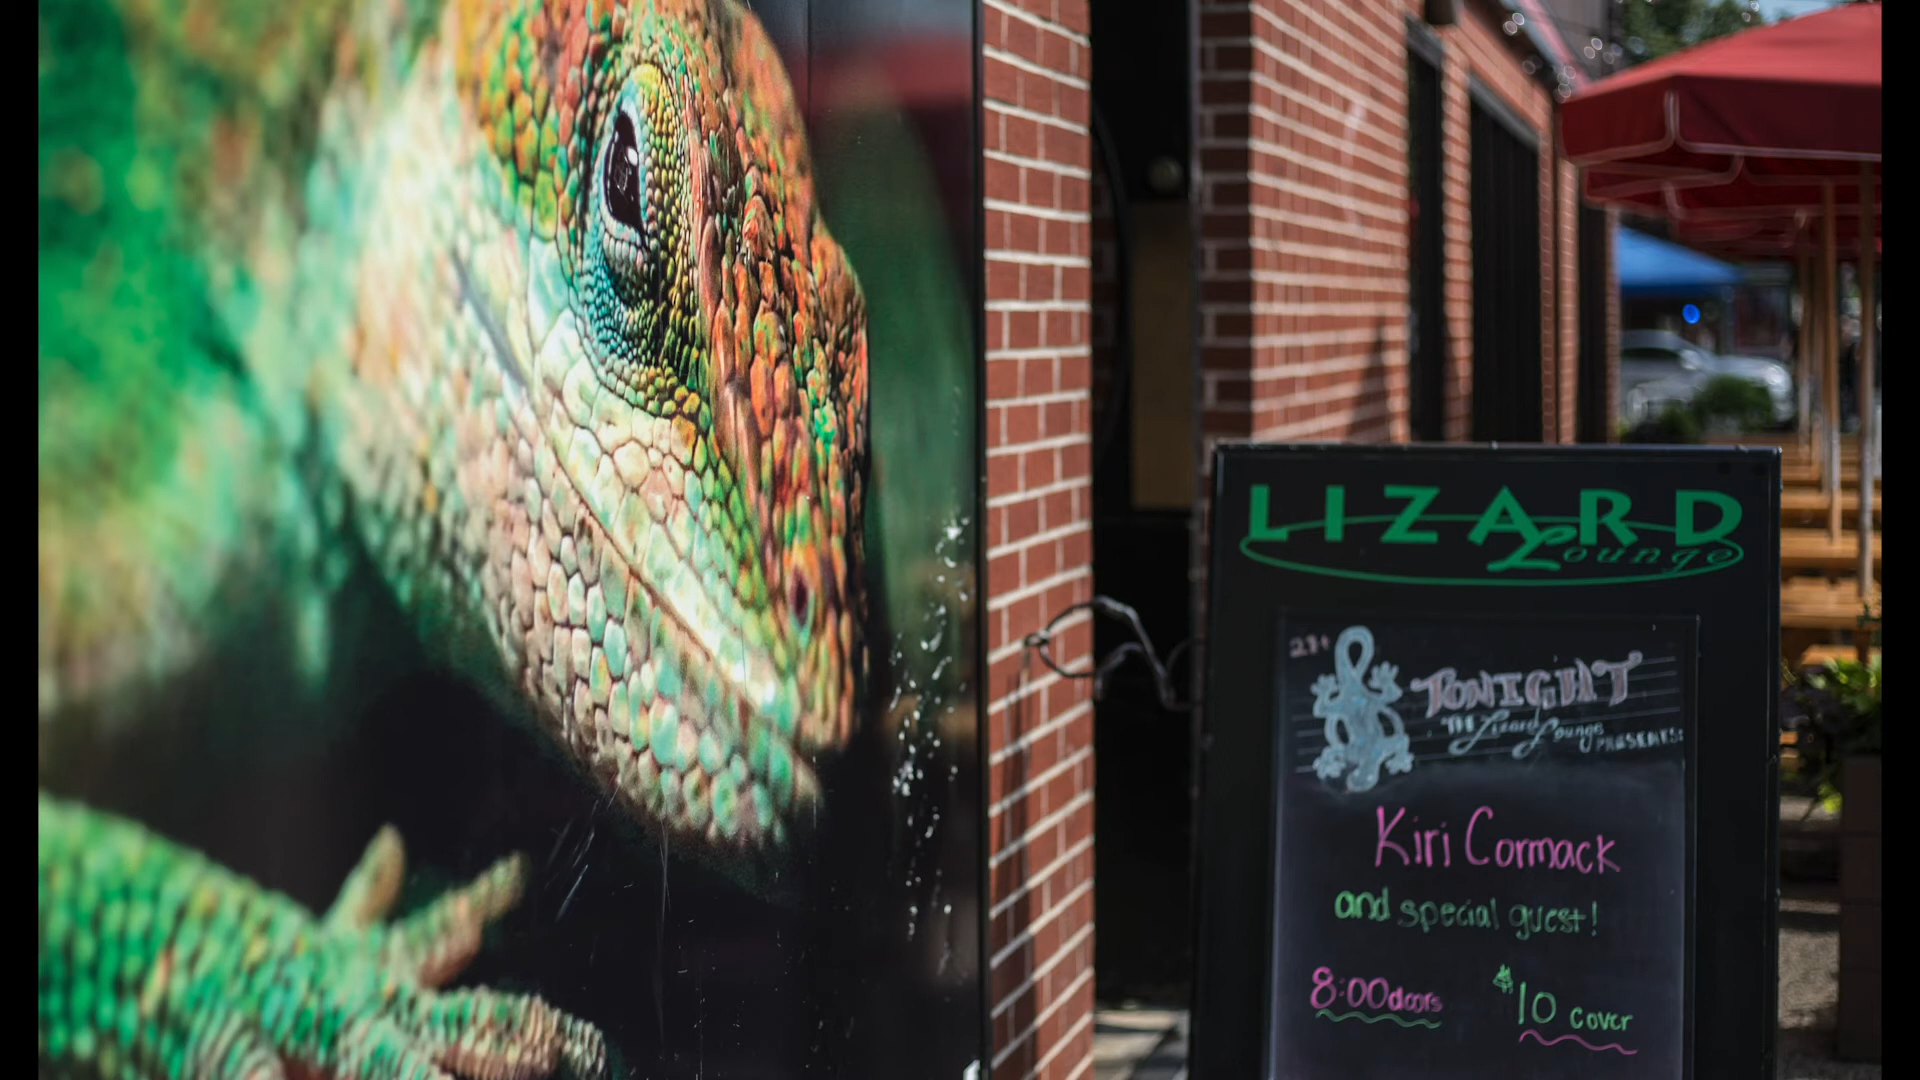 LIZARD
Lounge
21+
TONIGHT
THE Lizard Lounge PRESENTS:
Kiri Cormack
and special guest!
8:00 doors
$10 cover